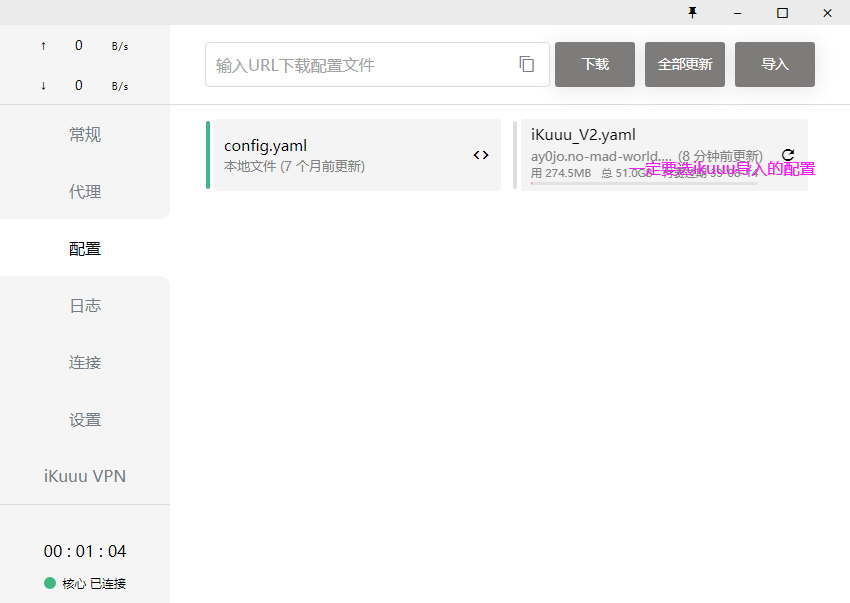 ↑ 0 B/s
↓ 0 B/s
常规
代理
配置
日志
连接
设置
iKuuu VPN
00 : 01 : 04
核心 已连接
输入URL下载配置文件
下载
全部更新
导入
config.yaml
本地文件 (7 个月前更新)
iKuuu_V2.yaml
ay0jo.no-mad-world.... (8 分钟前更新)
用 274.5MB 总 51.0GB
一定要选ikuuu导入的配置